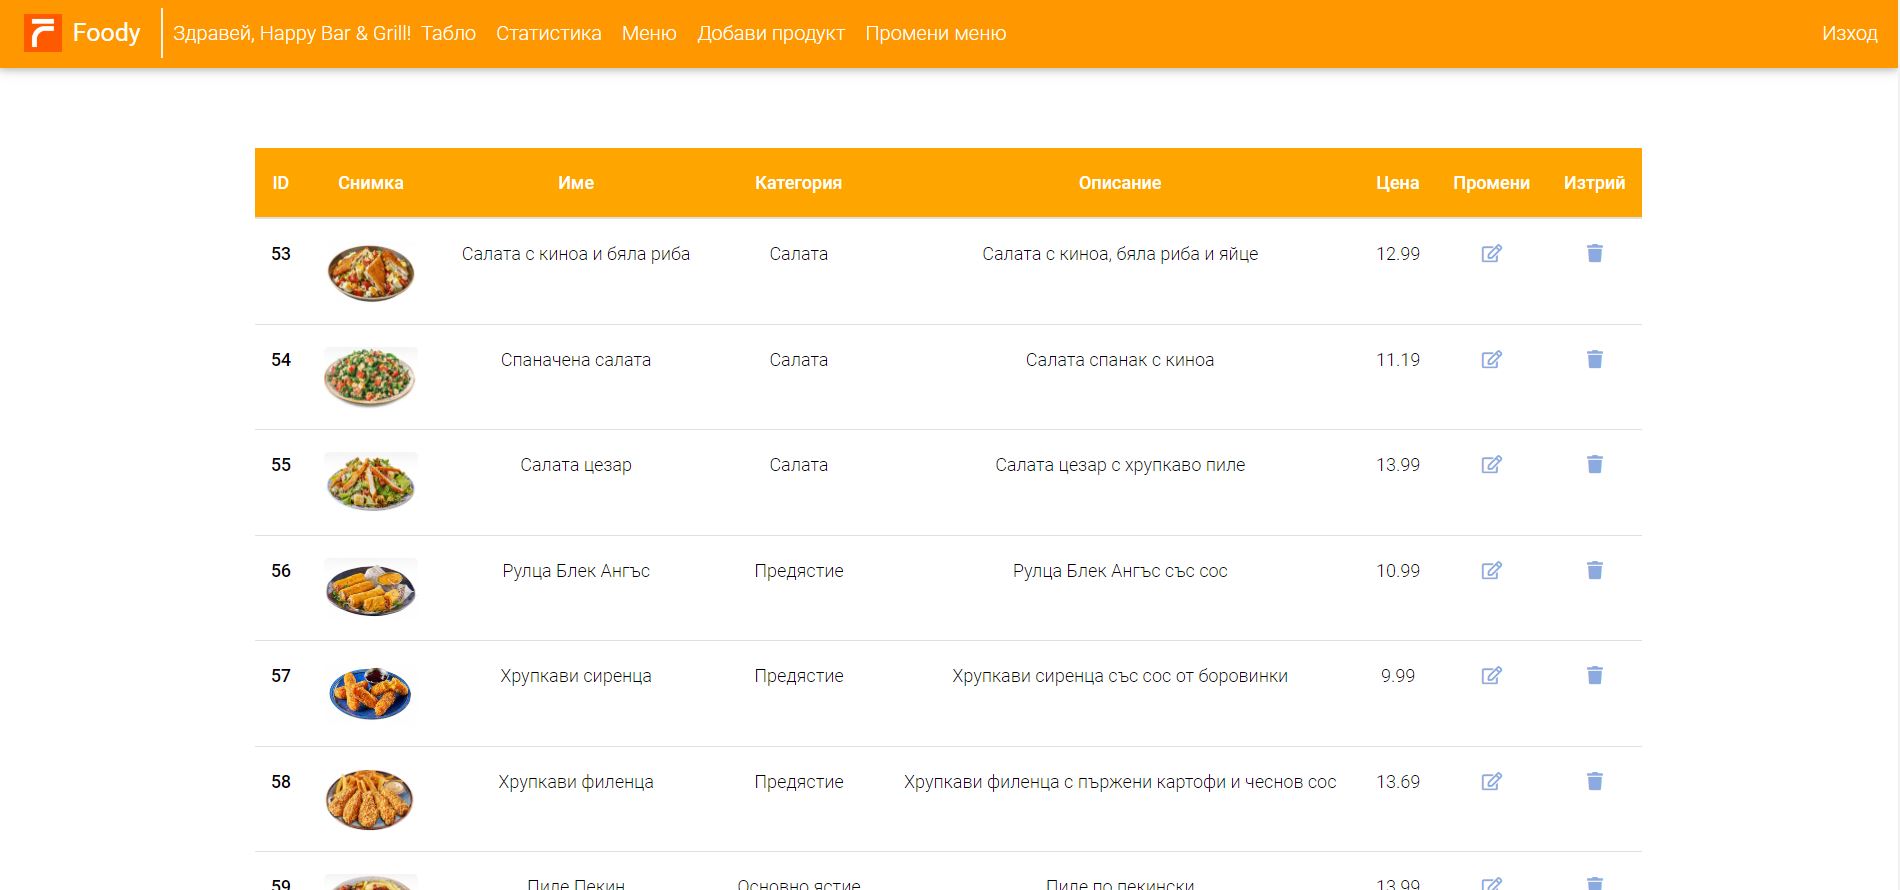 Foody Здравей, Happy Bar & Grill! Табло Статистика Меню Добави продукт Промени меню Изход
ID Снимка Име Категория Описание Цена Промени Изтрий
53 Салата с киноа и бяла риба Салата Салата с киноа, бяла риба и яйце 12.99
54 Спаначена салата Салата Салата спанак с киноа 11.19
55 Салата цезар Салата Салата цезар с хрупкаво пиле 13.99
56 Рулца Блек Ангъс Предястие Рулца Блек Ангъс със сос 10.99
57 Хрупкави сиренца Предястие Хрупкави сиренца със сос от боровинки 9.99
58 Хрупкави филенца Предястие Хрупкави филенца с пържени картофи и чеснов сос 13.69
59 Пиле Пекин Основно ястие Пиле по пекински 13.99